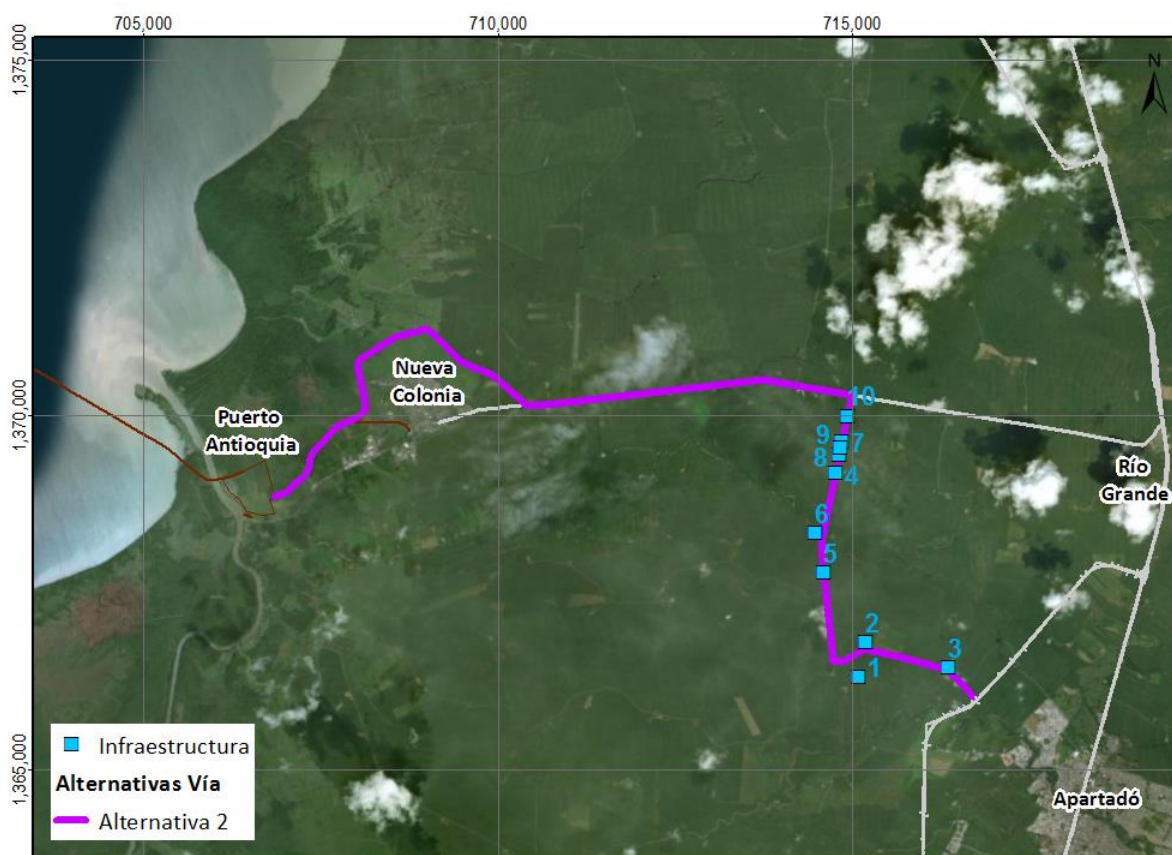 705,000
710,000
715,000
1,375,000
N
Nueva
Colonia
10
1,370,000
Puerto
Antioquia
9
7
8
4
Río
Grande
6
5
2
3
1
Infraestructura
1,365,000
Alternativas Vía
Apartadó
Alternativa 2